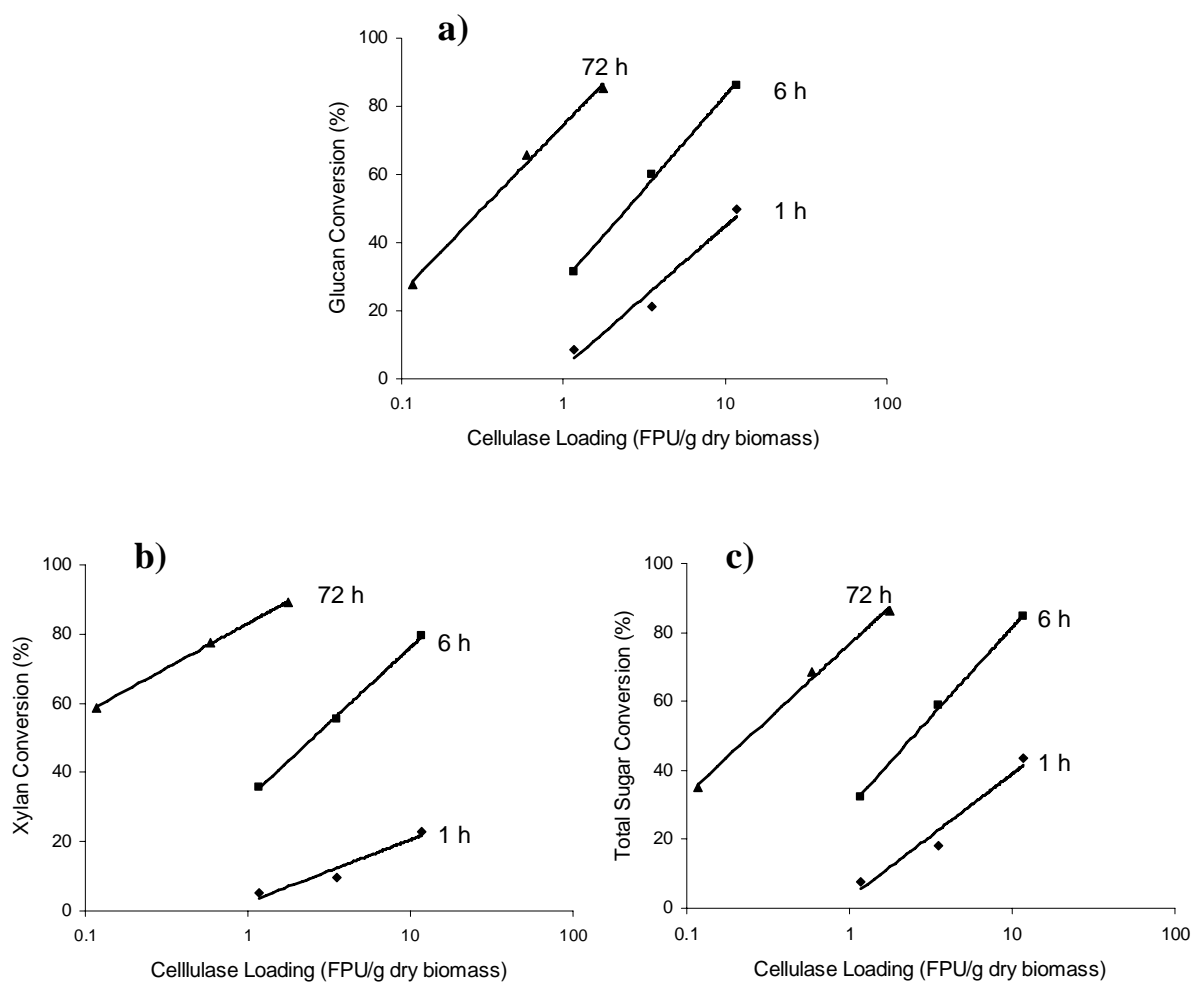 a)
100
80
60
40
20
0
Glucan Conversion (%)
72 h
6 h
1 h
0.1 1 10 100
Cellulase Loading (FPU/g dry biomass)
b)
100
80
60
40
20
0
Xylan Conversion (%)
72 h
6 h
1 h
0.1 1 10 100
Celllulase Loading (FPU/g dry biomass)
c)
100
80
60
40
20
0
Total Sugar Conversion (%)
72 h
6 h
1 h
0.1 1 10 100
Cellulase Loading (FPU/g dry biomass)